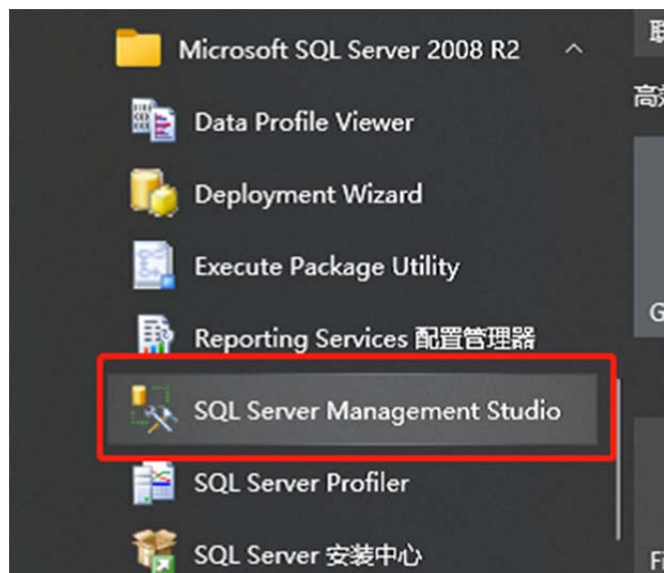 Microsoft SQL Server 2008 R2
Data Profile Viewer
Deployment Wizard
Execute Package Utility
Reporting Services 配置管理器
SQL Server Management Studio
SQL Server Profiler
SQL Server 安装中心